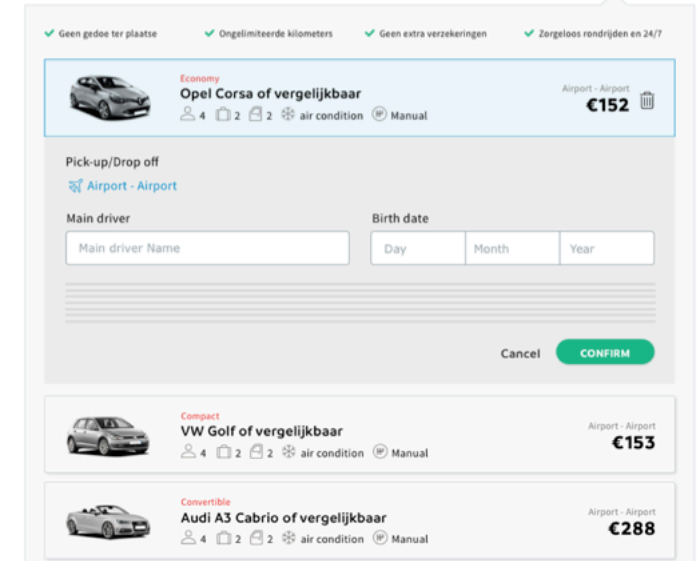 Geen gedoe ter plaatse
Ongelimiteerde kilometers
Geen extra verzekeringen
Zorgeloos rondrijden en 24/7
Economy
Opel Corsa of vergelijkbaar
4 2 2 air condition Manual
Airport - Airport
€152
Pick-up/Drop off
Airport - Airport
Main driver
Birth date
Main driver Name
Day
Month
Year
Cancel
CONFIRM
Compact
VW Golf of vergelijkbaar
4 2 2 air condition Manual
Airport - Airport
€153
Convertible
Audi A3 Cabrio of vergelijkbaar
4 2 2 air condition Manual
Airport - Airport
€288